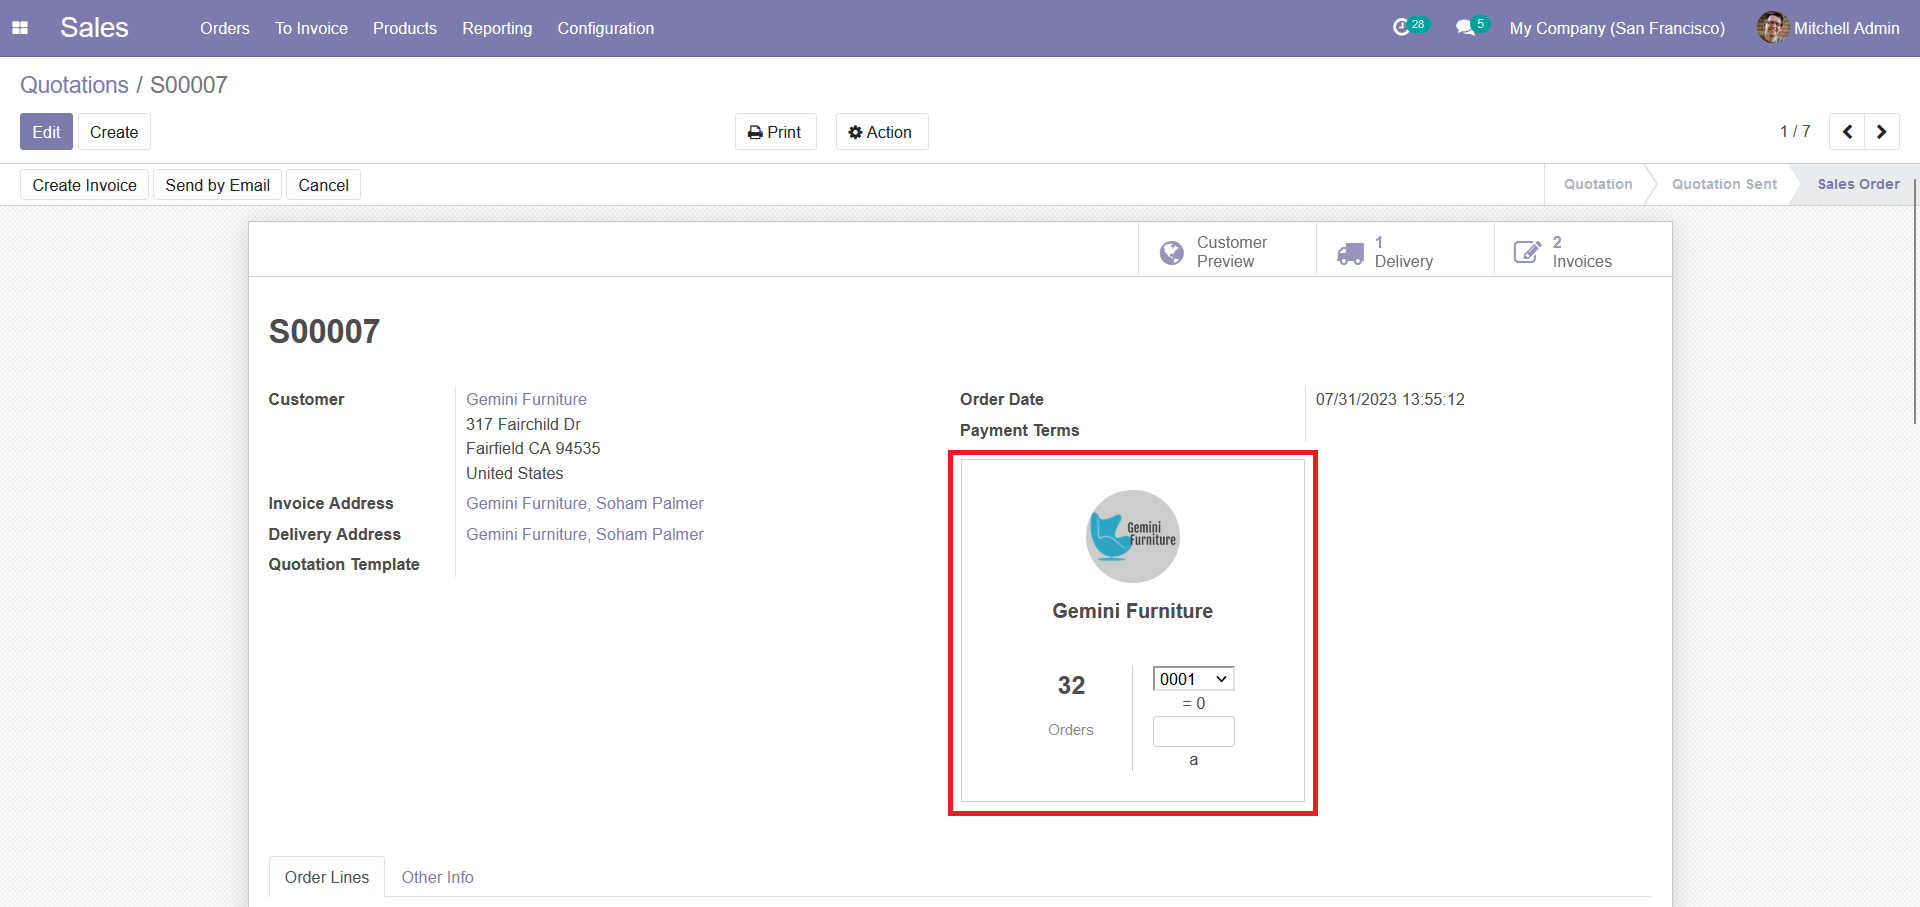 Sales
Orders To Invoice Products Reporting Configuration
28 5 My Company (San Francisco) Mitchell Admin
Quotations / S00007
Edit Create
Print Action
1 / 7
Create Invoice Send by Email Cancel
Quotation Quotation Sent Sales Order
Customer
Preview
1
Delivery
2
Invoices
S00007
Customer
Gemini Furniture
317 Fairchild Dr
Fairfield CA 94535
United States
Invoice Address Gemini Furniture, Soham Palmer
Delivery Address Gemini Furniture, Soham Palmer
Quotation Template
Order Date 07/31/2023 13:55:12
Payment Terms
Gemini
Furniture
Gemini Furniture
32
Orders
0001
= 0
a
Order Lines Other Info